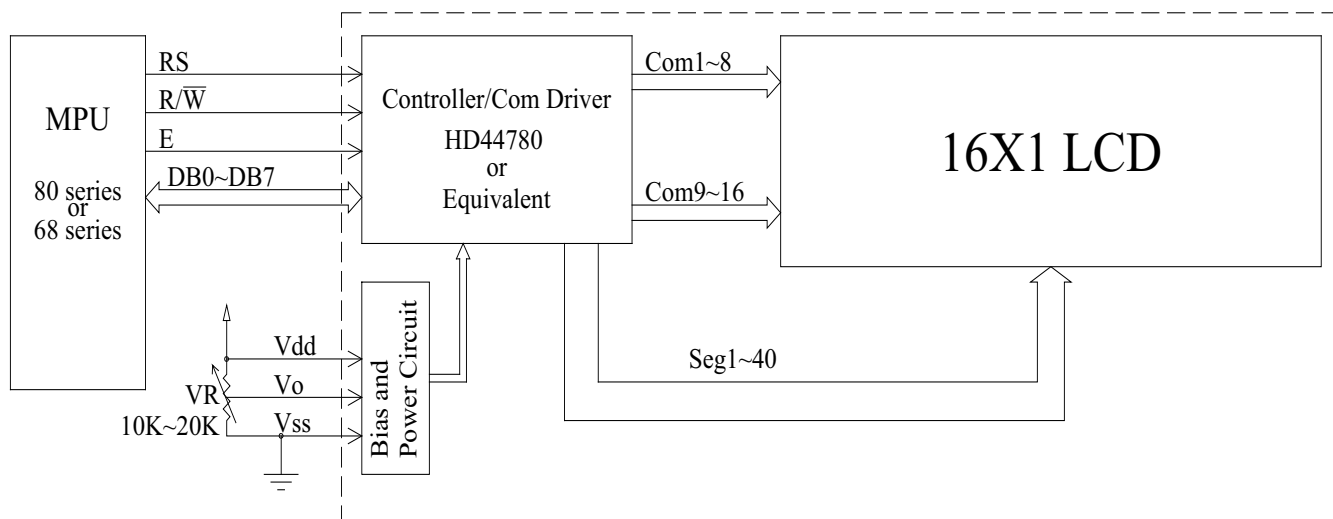 MPU
80 series
or
68 series
RS
R/W̅
E
DB0~DB7
Controller/Com Driver
HD44780
or
Equivalent
Com1~8
Com9~16
16X1 LCD
Seg1~40
Vdd
Vo
Vss
VR
10K~20K
Bias and
Power Circuit